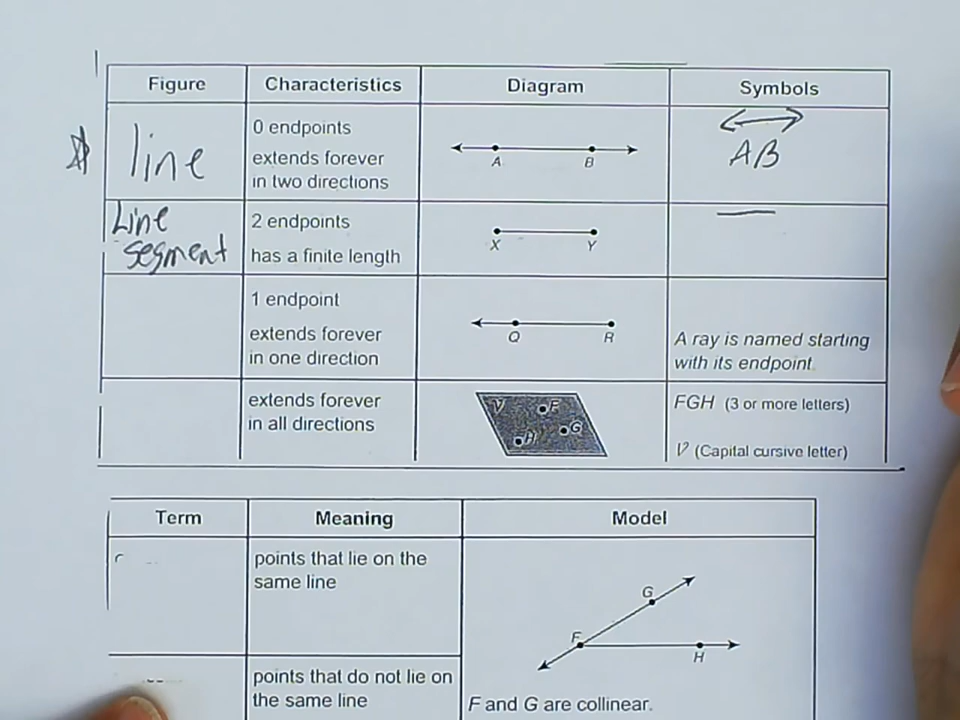 Figure Characteristics Diagram Symbols
line
0 endpoints
extends forever
in two directions
A B
AB
Line
segment
2 endpoints
has a finite length
X Y
1 endpoint
extends forever
in one direction
Q R
A ray is named starting
with its endpoint.
extends forever
in all directions
V F
G
H
FGH (3 or more letters)
V (Capital cursive letter)
Term Meaning Model
points that lie on the
same line
G
F
H
points that do not lie on
the same line
F and G are collinear.